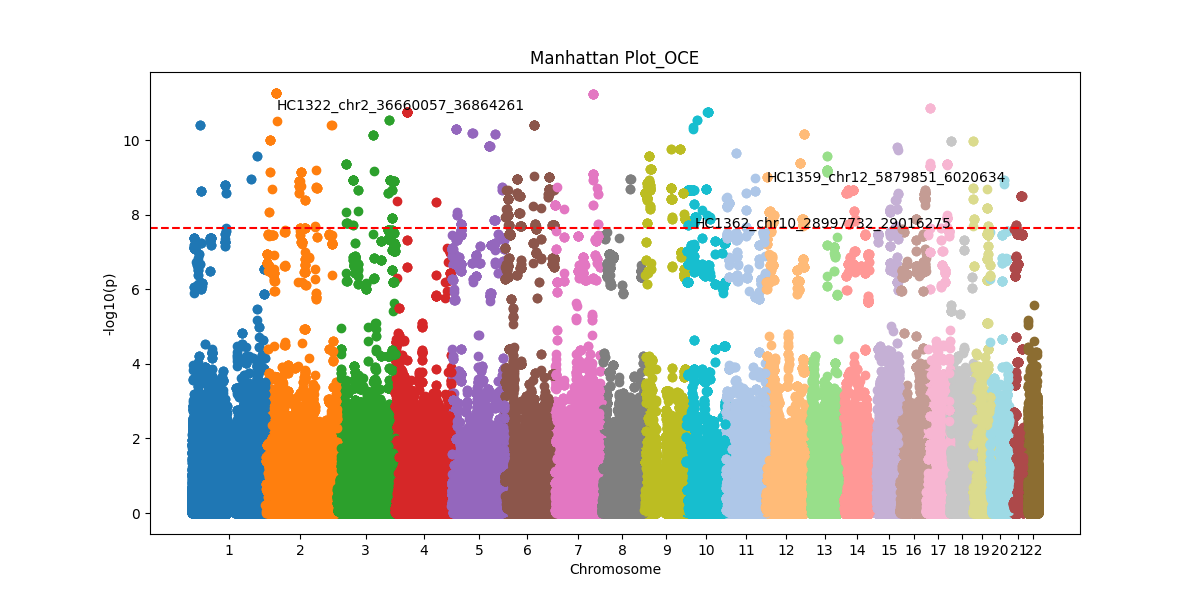 Manhattan Plot_OCE
-log10(p)
10
8
6
4
2
0
HC1322_chr2_36660057_36864261
HC1359_chr12_5879851_6020634
HC1362_chr10_28997732_29016275
1 2 3 4 5 6 7 8 9 10 11 12 13 14 15 16 17 18 19 20 21 22
Chromosome